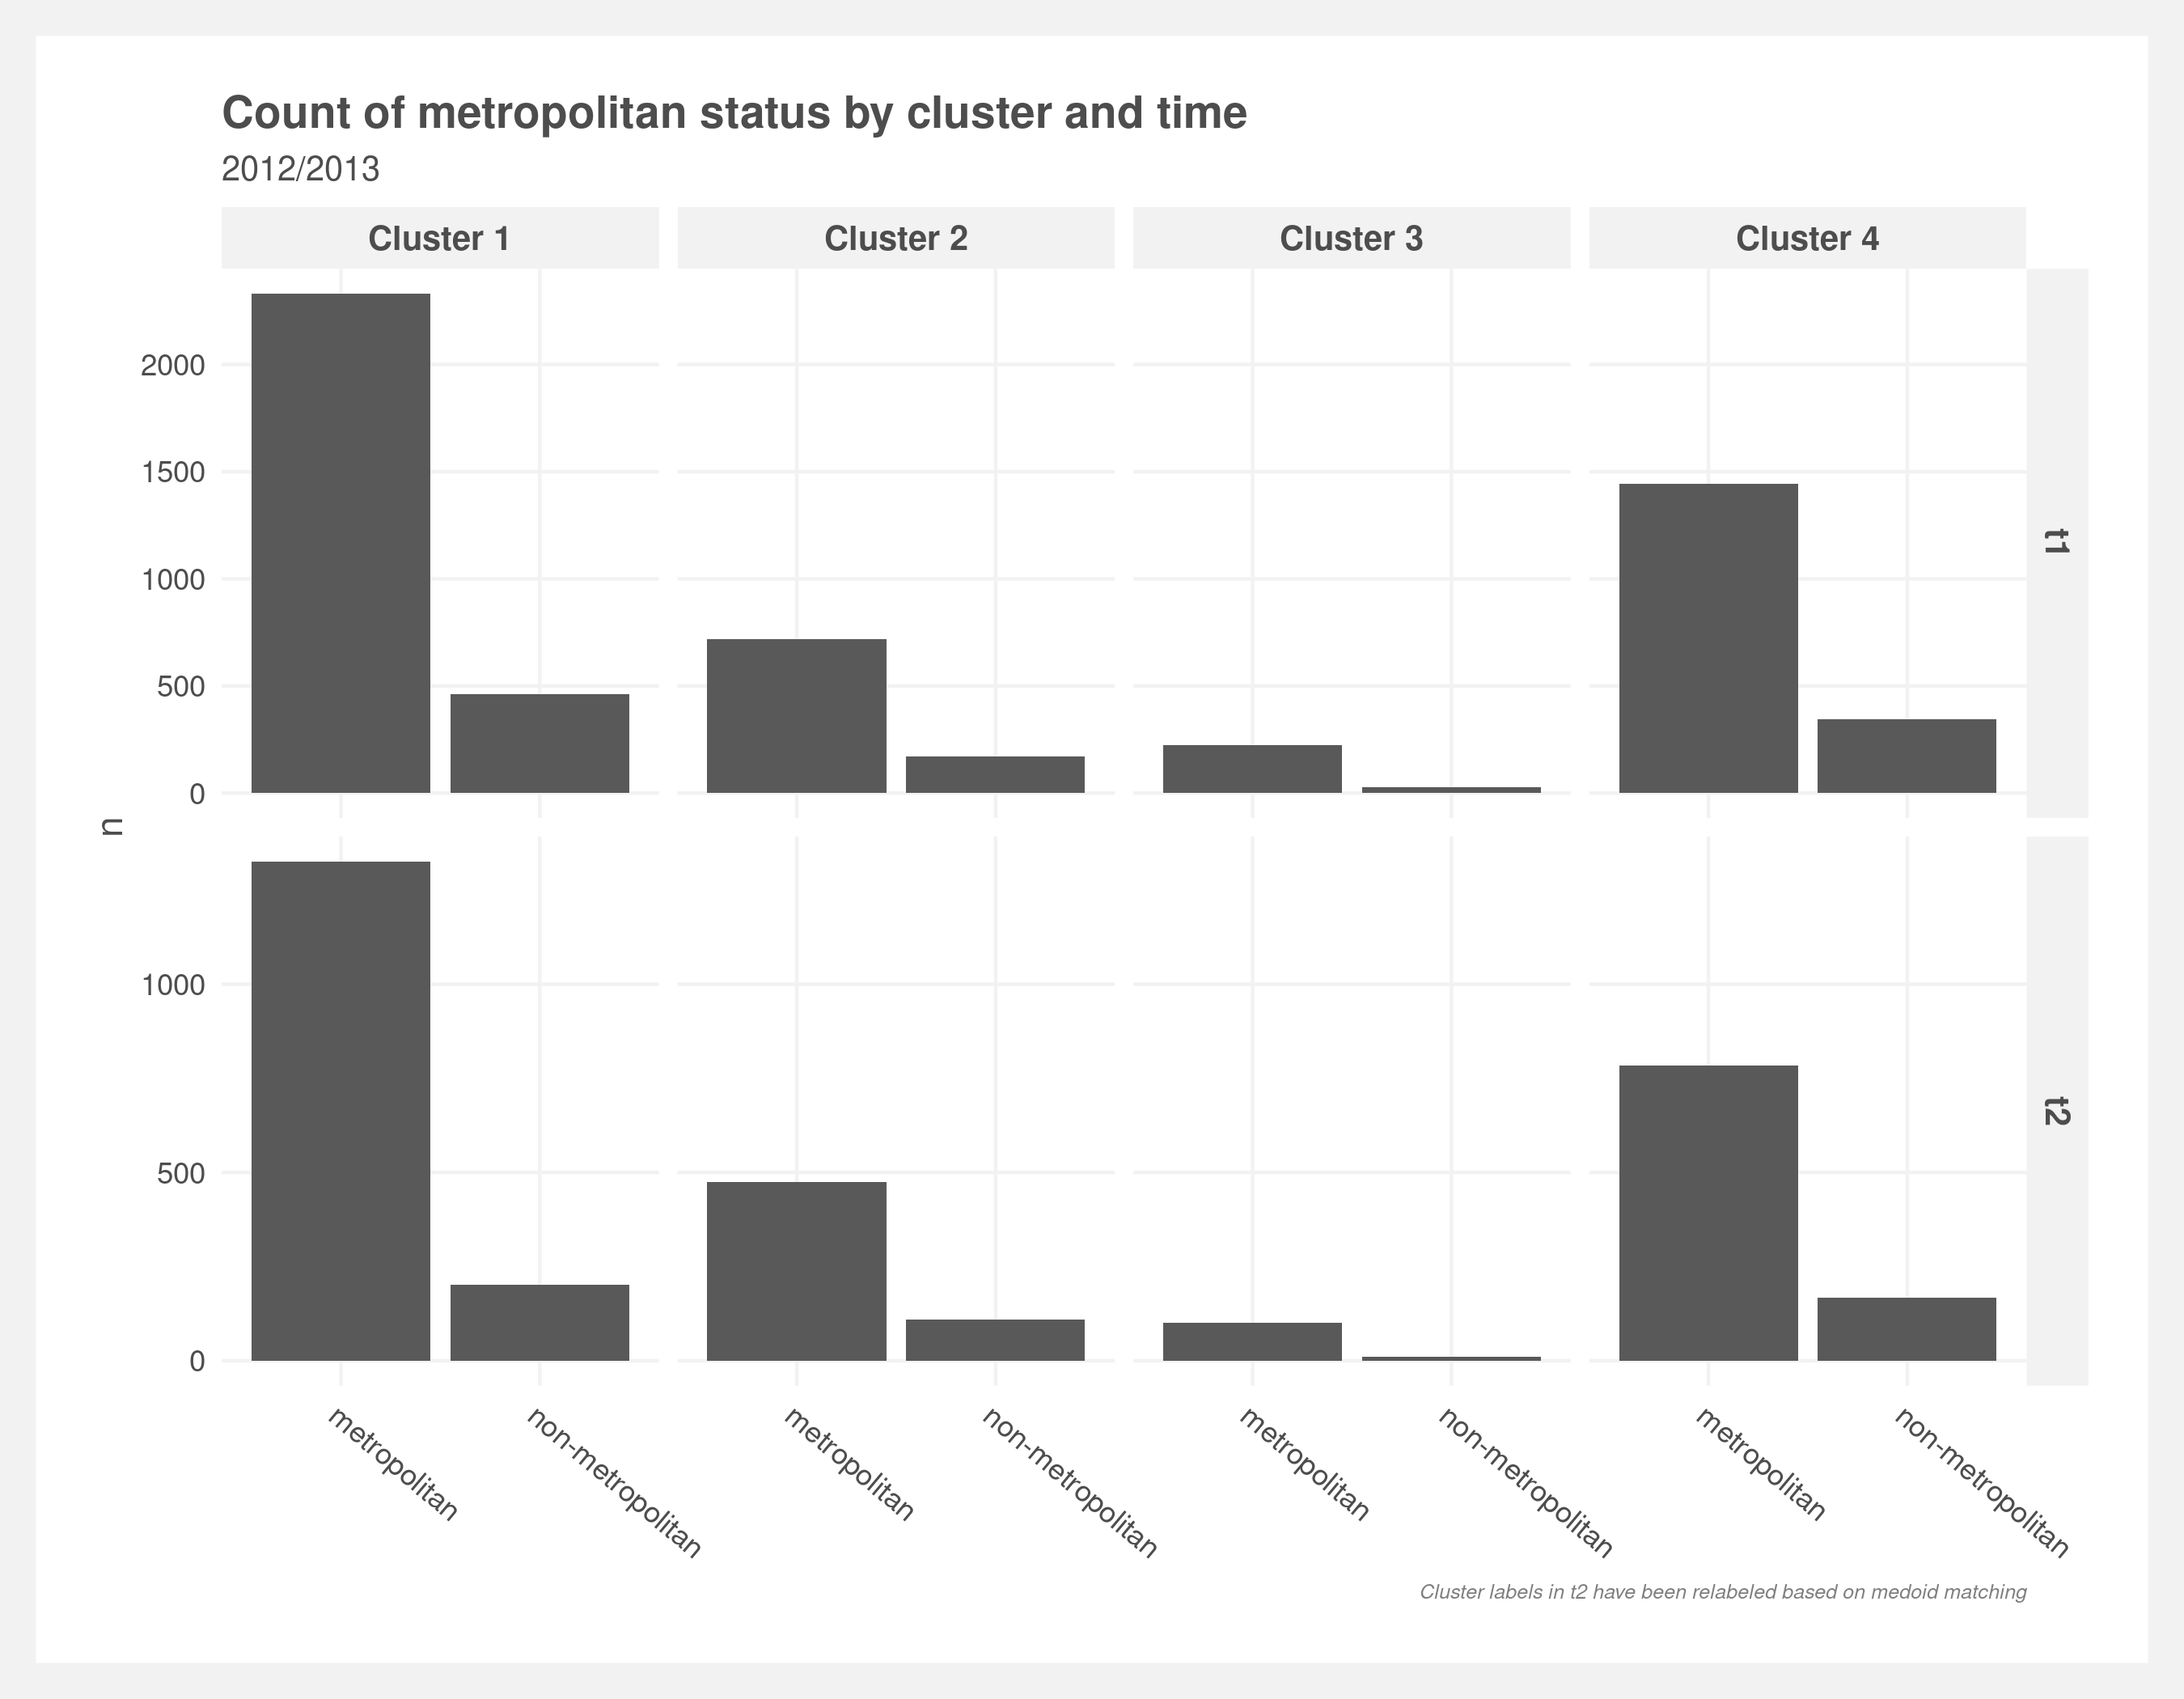 Count of metropolitan status by cluster and time
2012/2013
Cluster 1
Cluster 2
Cluster 3
Cluster 4
2000
1500
1000
500
0
t1
n
1000
500
0
t2
metropolitan
non-metropolitan
metropolitan
non-metropolitan
metropolitan
non-metropolitan
metropolitan
non-metropolitan
Cluster labels in t2 have been relabeled based on medoid matching